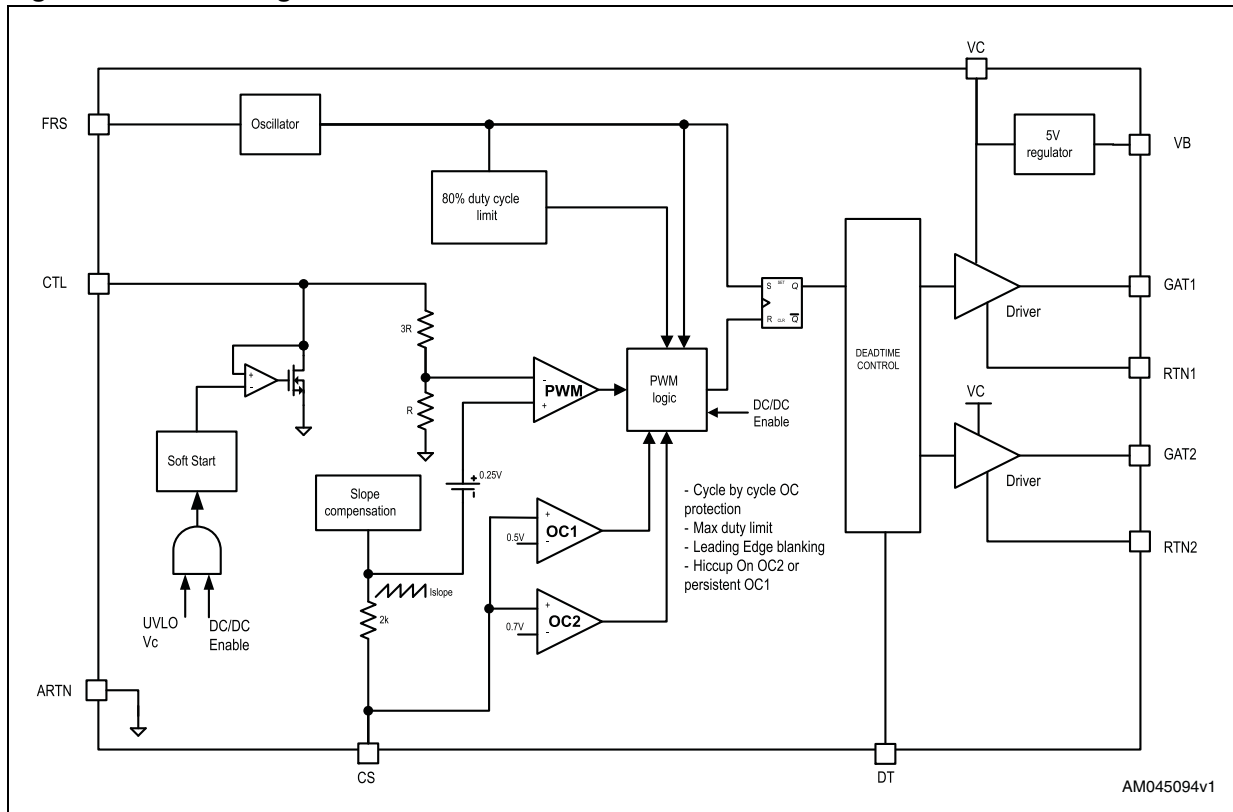 VC
FRS
Oscillator
5V
regulator
VB
80% duty cycle
limit
CTL
S SET Q
R CLR Q
GAT1
Driver
3R
DEADTIME
CONTROL
RTN1
+
-
-
PWM
+
PWM
logic
DC/DC
Enable
VC
R
Soft Start
GAT2
Driver
+ 0.25V
-
Slope
compensation
- Cycle by cycle OC
protection
- Max duty limit
- Leading Edge blanking
- Hiccup On OC2 or
persistent OC1
+
OC1
0.5V -
RTN2
Islope
2k
+
OC2
0.7V -
UVLO
Vc
DC/DC
Enable
ARTN
CS
DT
AM045094v1